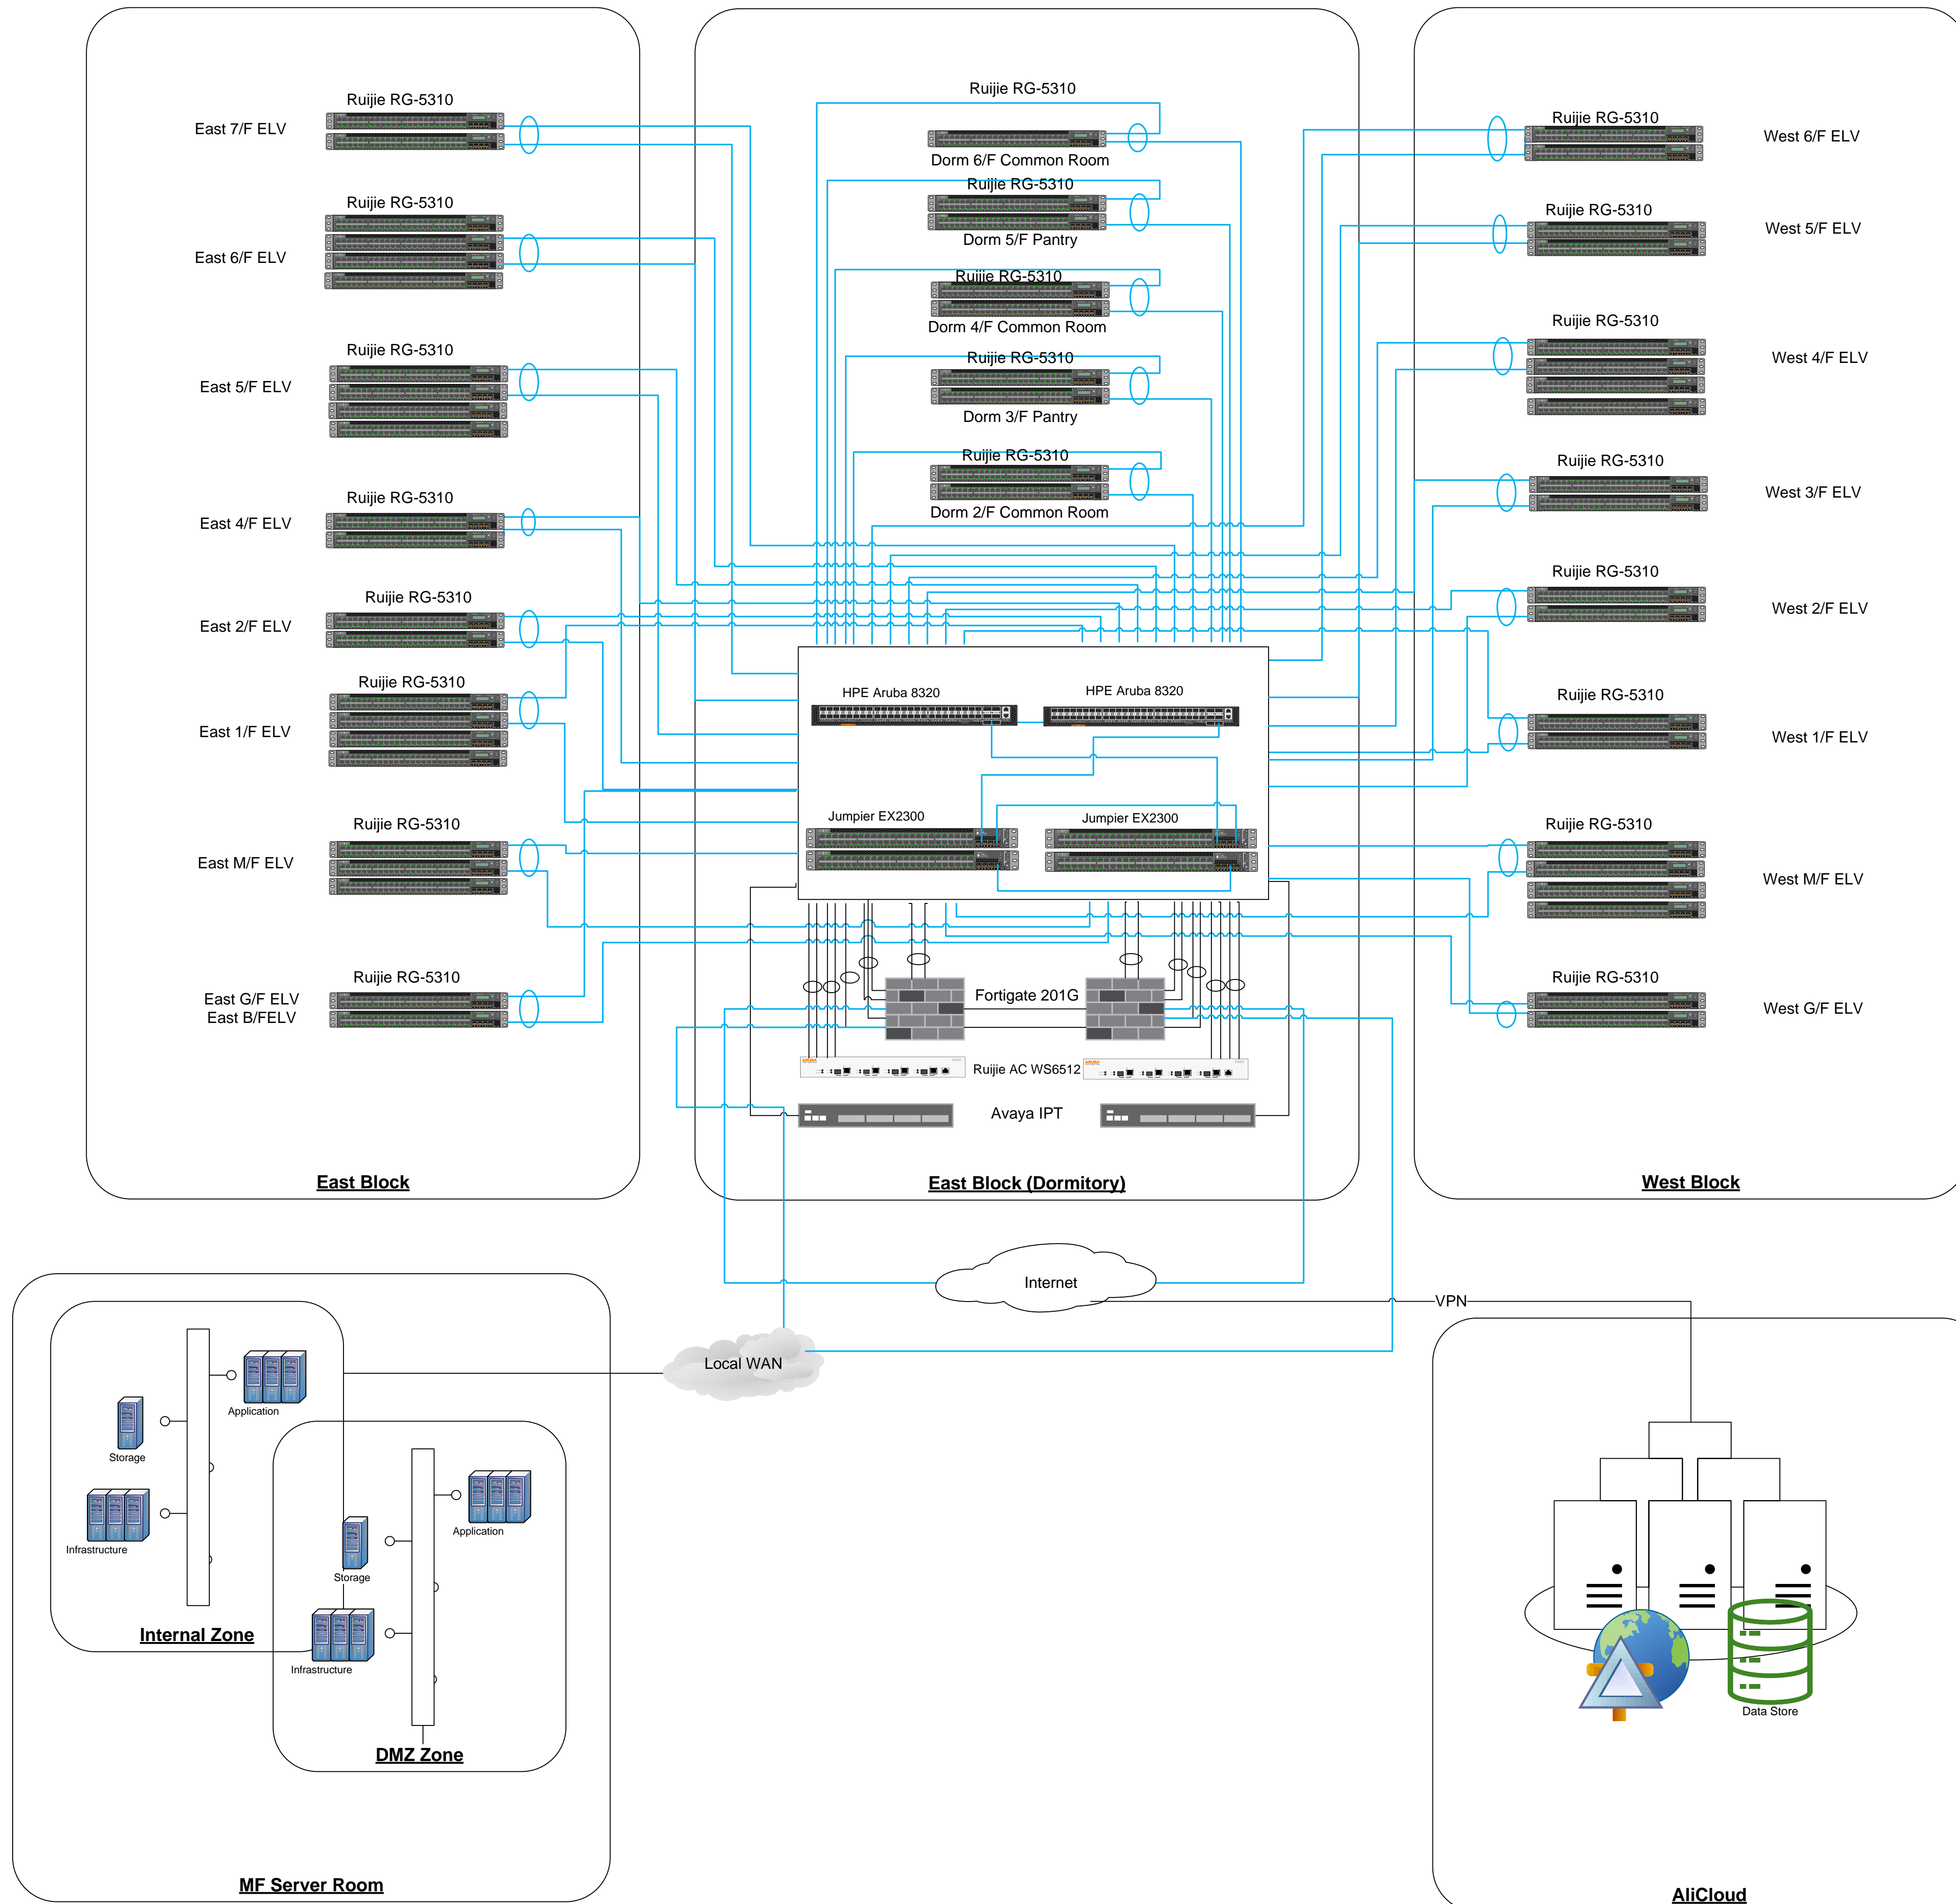 Ruijie RG-5310
East 7/F ELV
Ruijie RG-5310
East 6/F ELV
Ruijie RG-5310
East 5/F ELV
Ruijie RG-5310
East 4/F ELV
Ruijie RG-5310
East 2/F ELV
Ruijie RG-5310
East 1/F ELV
Ruijie RG-5310
East M/F ELV
Ruijie RG-5310
East G/F ELV
East B/FELV
East Block
Ruijie RG-5310
Dorm 6/F Common Room
Ruijie RG-5310
Dorm 5/F Pantry
Ruijie RG-5310
Dorm 4/F Common Room
Ruijie RG-5310
Dorm 3/F Pantry
Ruijie RG-5310
Dorm 2/F Common Room
HPE Aruba 8320
HPE Aruba 8320
Jumpier EX2300
Jumpier EX2300
Fortigate 201G
Ruijie AC WS6512
Avaya IPT
East Block (Dormitory)
Ruijie RG-5310
West 6/F ELV
Ruijie RG-5310
West 5/F ELV
Ruijie RG-5310
West 4/F ELV
Ruijie RG-5310
West 3/F ELV
Ruijie RG-5310
West 2/F ELV
Ruijie RG-5310
West 1/F ELV
Ruijie RG-5310
West M/F ELV
Ruijie RG-5310
West G/F ELV
West Block
Internet
VPN
Local WAN
Application
Storage
Infrastructure
Internal Zone
Application
Storage
Infrastructure
DMZ Zone
MF Server Room
Data Store
AliCloud